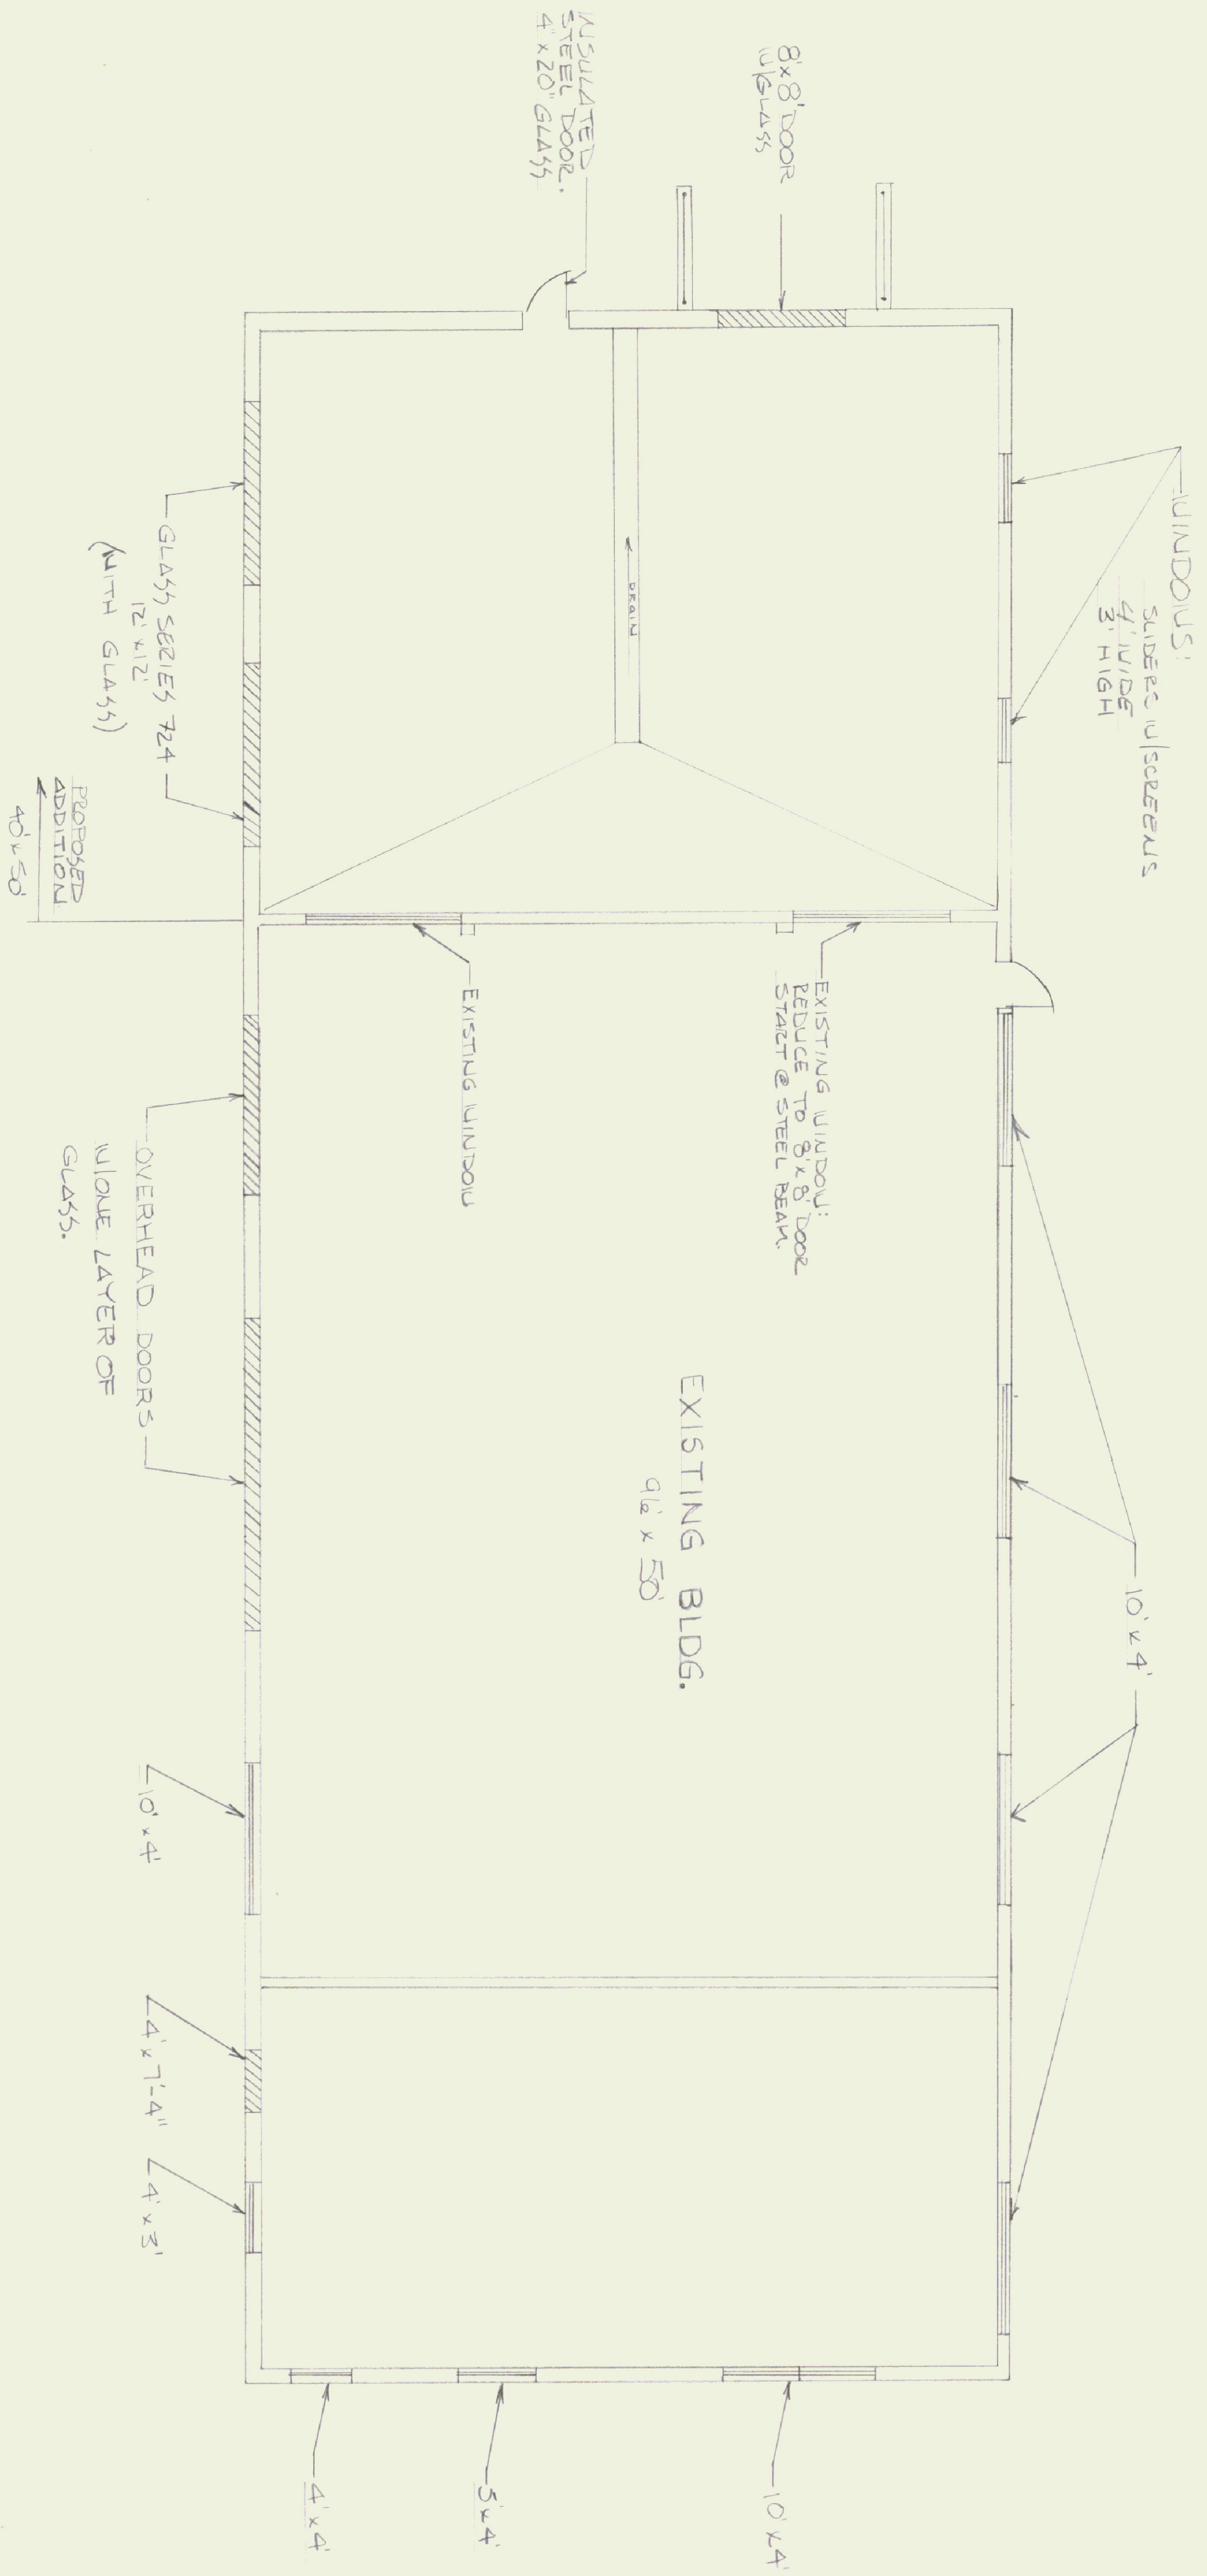 WINDOWS:
SLIDERS W/SCREENS
4' WIDE
3' HIGH
10' x 4'
8'x8' DOOR
W/GLASS
INSULATED
STEEL DOOR.
4" x 20" GLASS
DRAIN
EXISTING WINDOW:
REDUCE TO 8' x 8' DOOR
START @ STEEL BEAM.
EXISTING WINDOW
EXISTING BLDG.
96' x 50'
10' x 4'
5' x 4'
4' x 4'
GLASS SERIES 724
12' x 12'
(WITH GLASS)
PROPOSED
ADDITION
40' x 50'
OVERHEAD DOORS
W/ONE LAYER OF
GLASS.
10' x 4'
4' x 7'-4"
4' x 3'